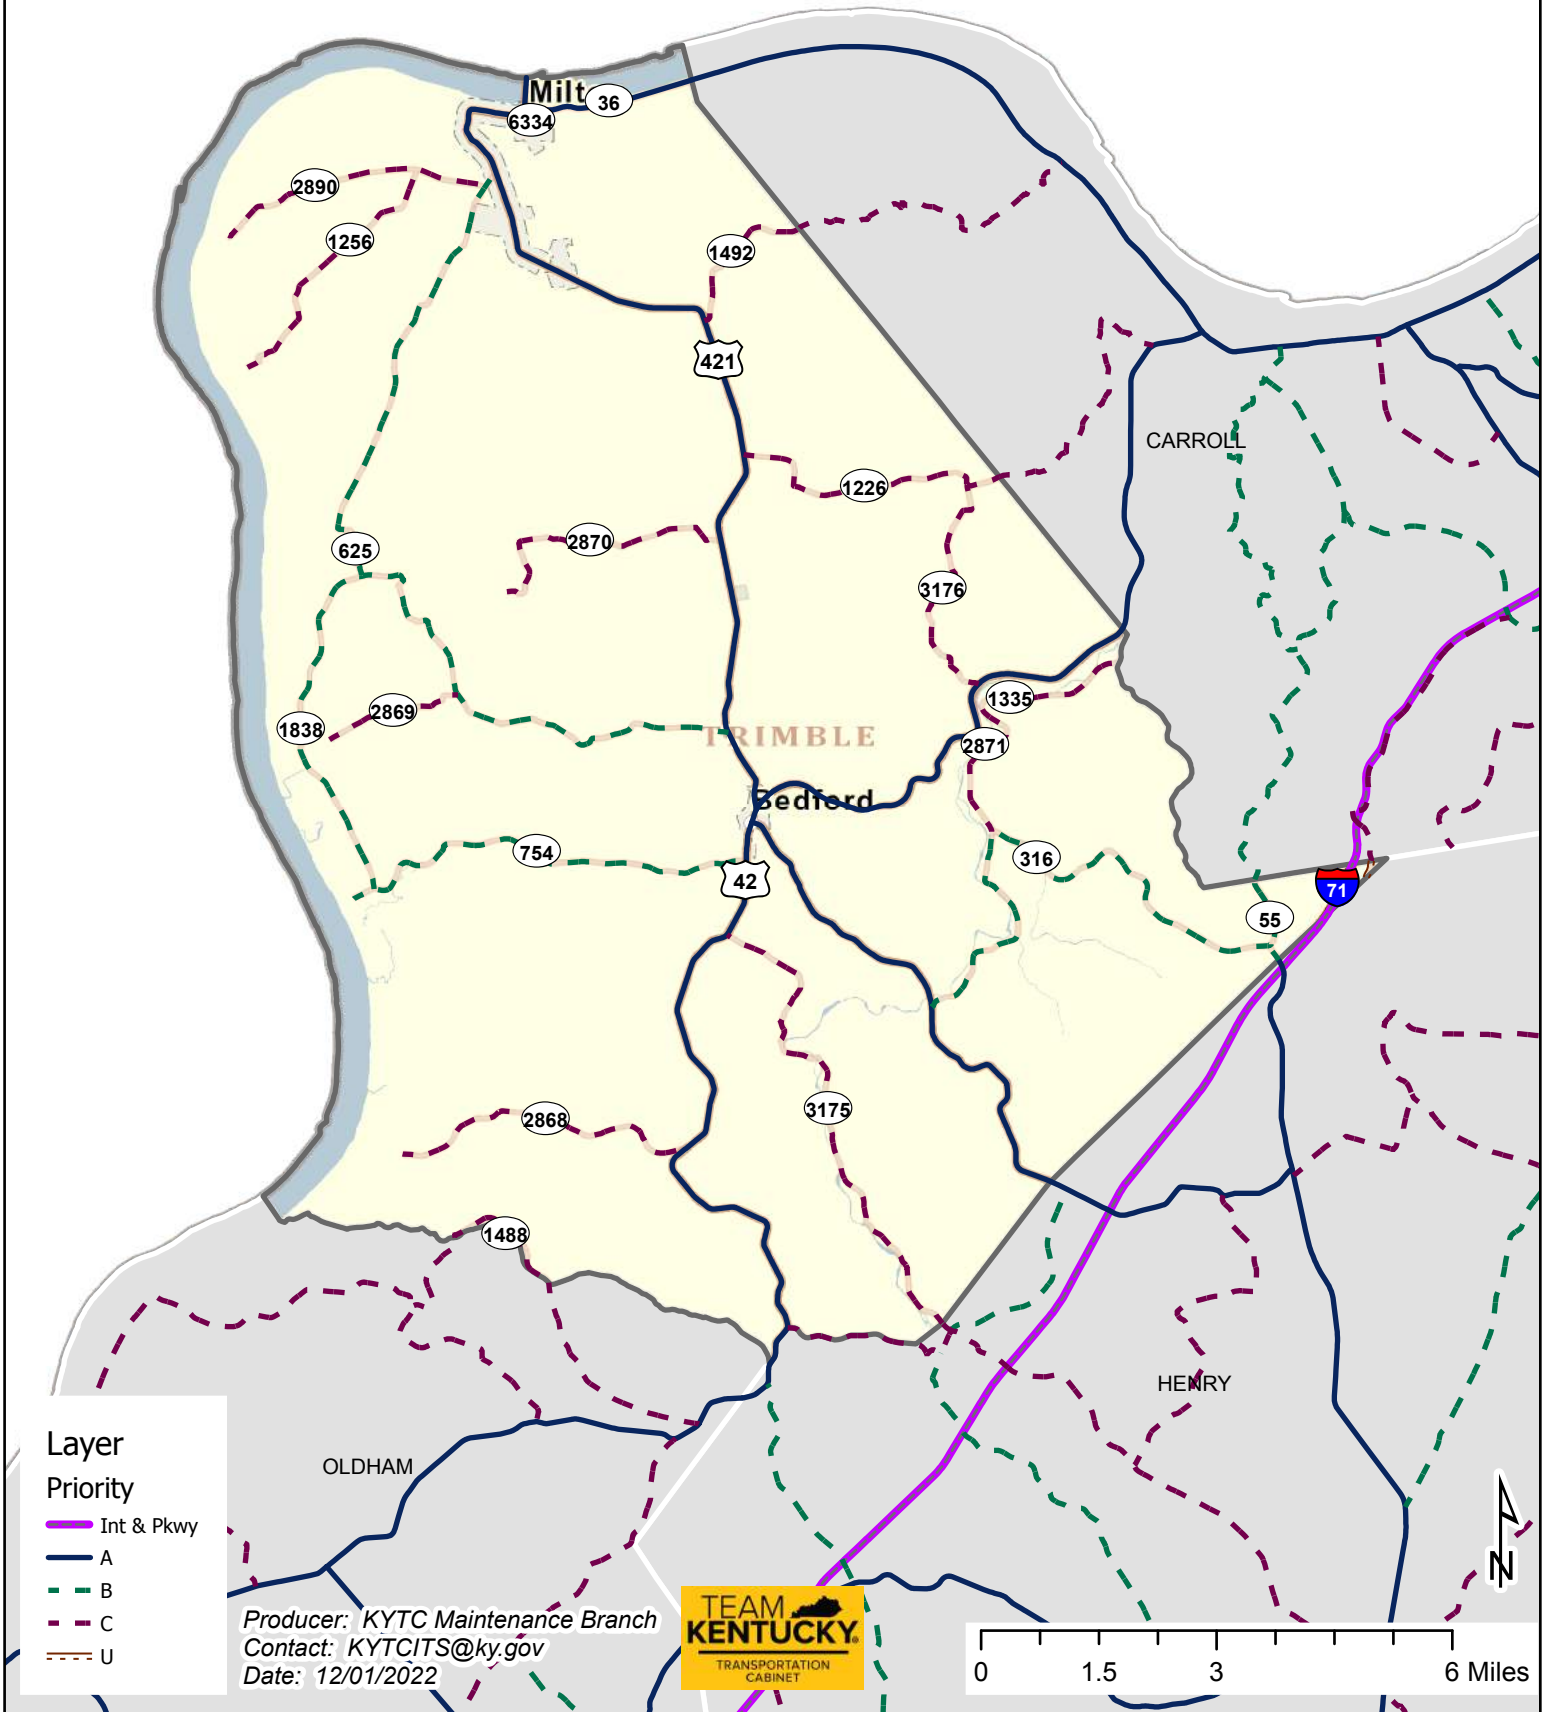 Milt
36
6334
2890
1256
1492
421
CARROLL
1226
2870
625
3176
1335
2869
1838
TRIMBLE
2871
Bedford
754
316
42
71
55
3175
2868
1488
HENRY
OLDHAM
Layer
Priority
Int & Pkwy
A
B
C
U
N
Producer: KYTC Maintenance Branch
Contact: KYTCITS@ky.gov
Date: 12/01/2022
TEAM
KENTUCKY
TRANSPORTATION
CABINET
0 1.5 3 6 Miles